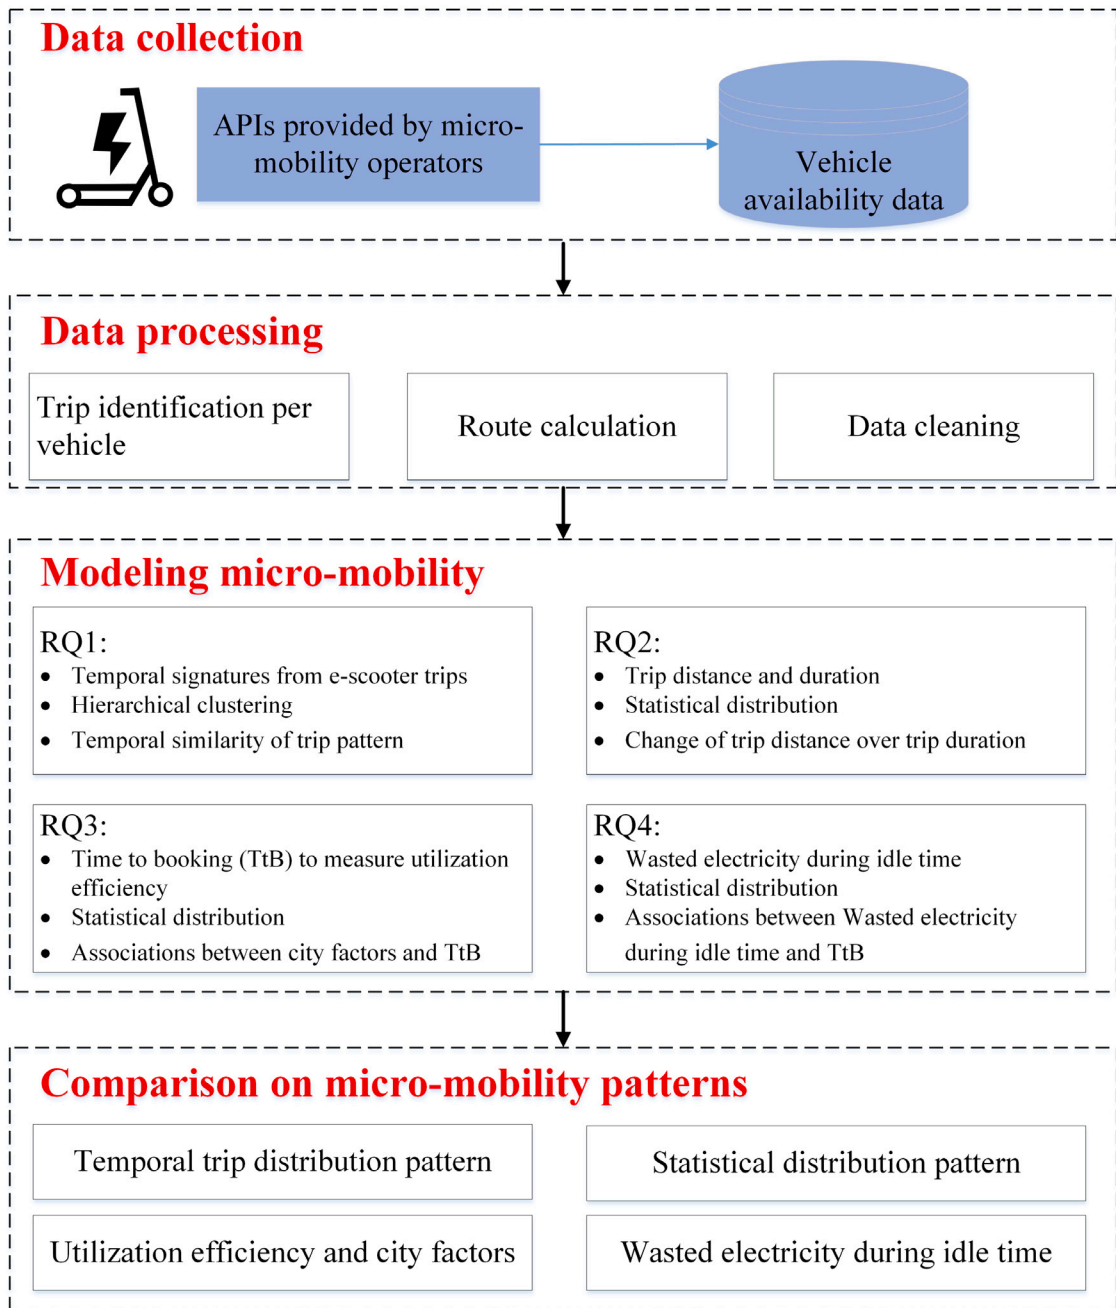 Data collection
APIs provided by micro-
mobility operators
Vehicle
availability data
Data processing
Trip identification per
vehicle
Route calculation
Data cleaning
Modeling micro-mobility
RQ1:
• Temporal signatures from e-scooter trips
• Hierarchical clustering
• Temporal similarity of trip pattern
RQ2:
• Trip distance and duration
• Statistical distribution
• Change of trip distance over trip duration
RQ3:
• Time to booking (TtB) to measure utilization
efficiency
• Statistical distribution
• Associations between city factors and TtB
RQ4:
• Wasted electricity during idle time
• Statistical distribution
• Associations between Wasted electricity
during idle time and TtB
Comparison on micro-mobility patterns
Temporal trip distribution pattern
Statistical distribution pattern
Utilization efficiency and city factors
Wasted electricity during idle time